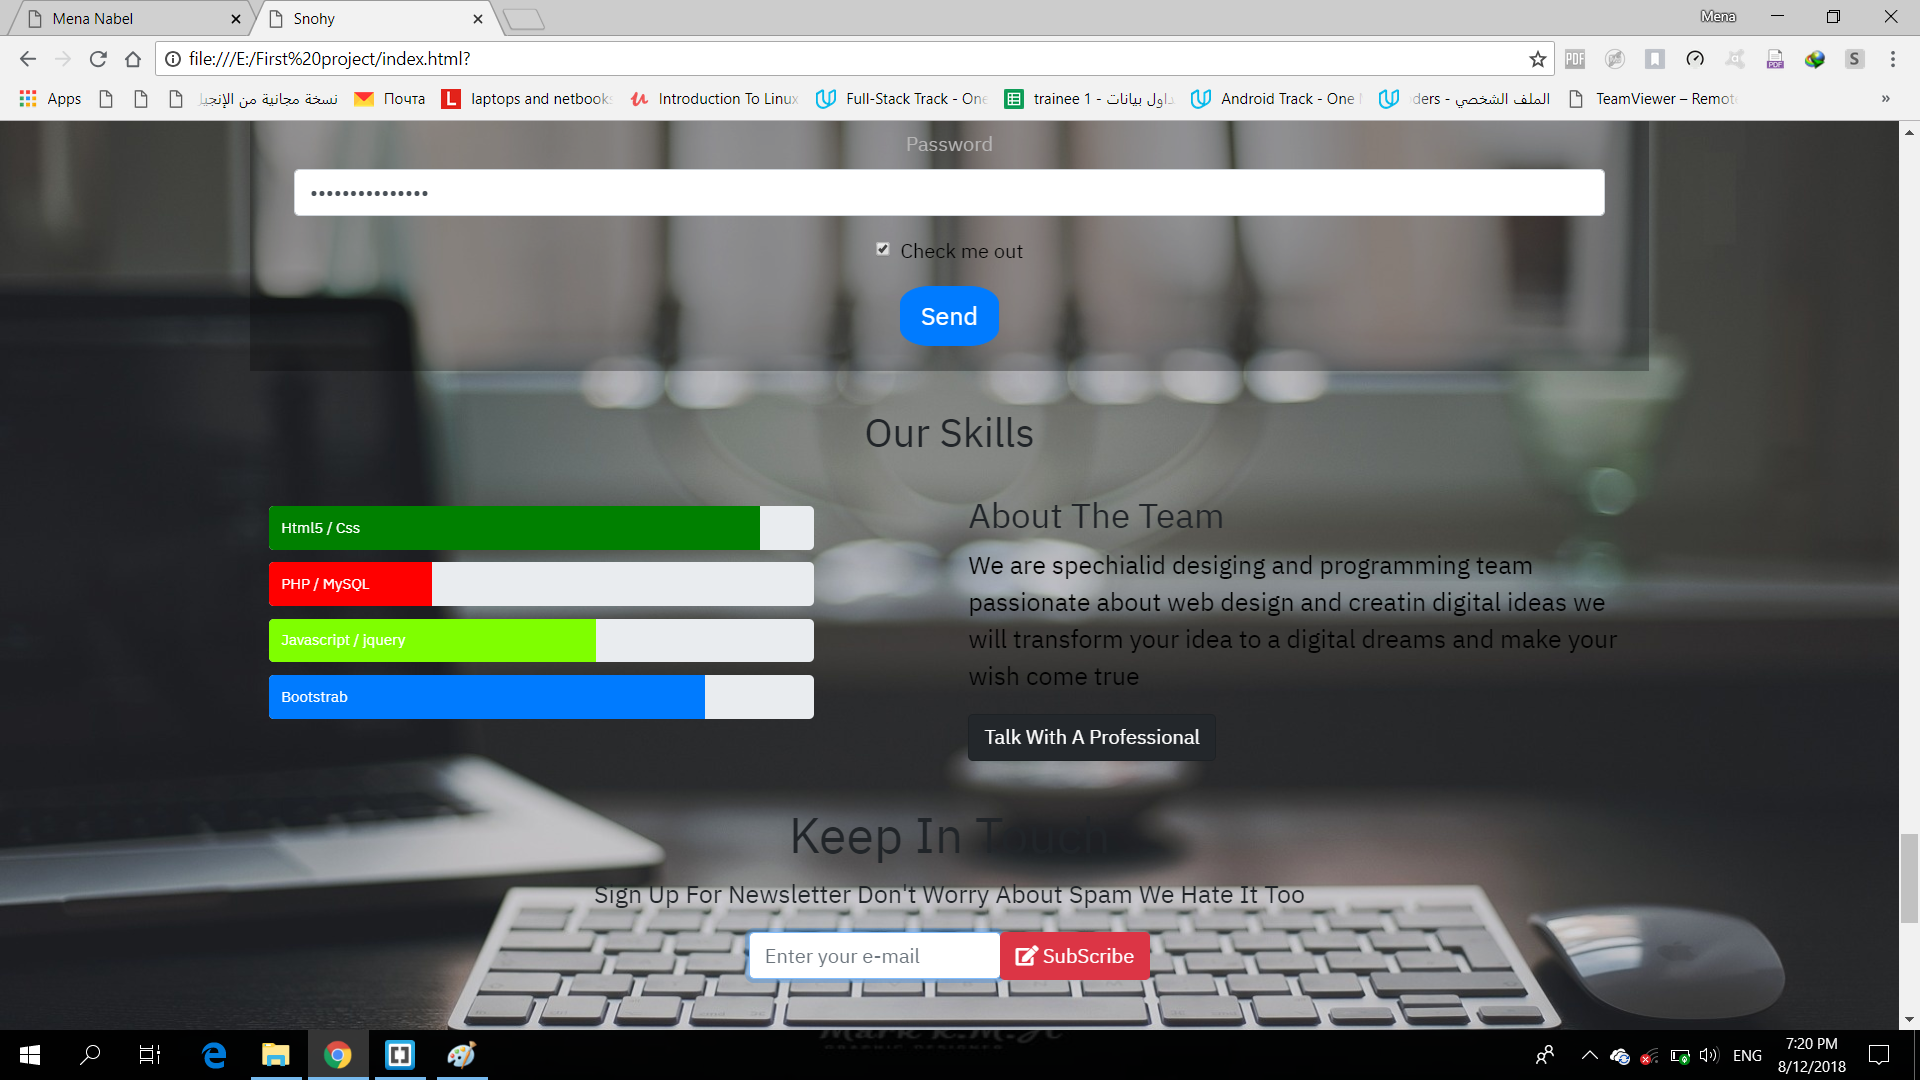 Mena Nabel
Snohy
Mena
file:///E:/First%20project/index.html?
Apps
نسخة مجانية من الإنجيل
Почта
laptops and netbooks
Introduction To Linux
Full-Stack Track - One
trainee 1 - تداول بيانات
Android Track - One
ders - الملف الشخصي
TeamViewer – Remot
»
Password
Check me out
Send
Our Skills
Html5 / Css
PHP / MySQL
Javascript / jquery
Bootstrab
About The Team
We are spechialid desiging and programming team
passionate about web design and creatin digital ideas we
will transform your idea to a digital dreams and make your
wish come true
Talk With A Professional
Keep In Touch
Sign Up For Newsletter Don't Worry About Spam We Hate It Too
Enter your e-mail
SubScribe
ENG
7:20 PM
8/12/2018